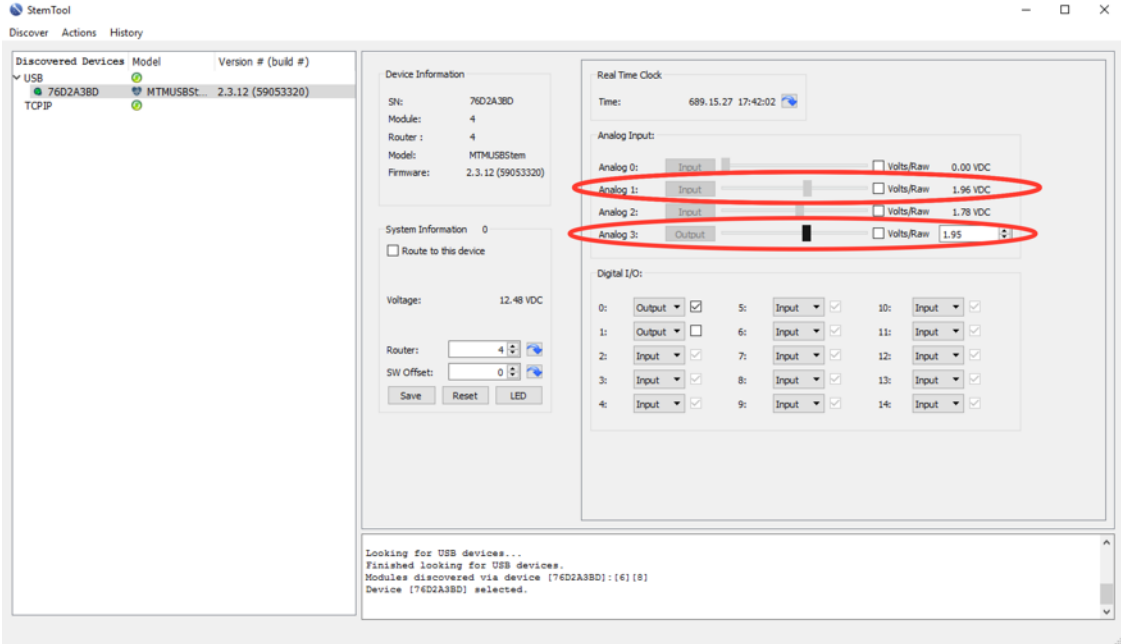 StemTool
Discover Actions History
Discovered Devices Model Version # (build #)
USB
76D2A3BD MTMUSBSt... 2.3.12 (59053320)
TCPIP
Device Information
SN: 76D2A3BD
Module: 4
Router : 4
Model: MTMUSBStem
Firmware: 2.3.12 (59053320)
System Information 0
Route to this device
Voltage: 12.48 VDC
Router: 4
SW Offset: 0
Save Reset LED
Real Time Clock
Time: 689.15.27 17:42:02
Analog Input:
Analog 0: Input Volts/Raw 0.00 VDC
Analog 1: Input Volts/Raw 1.96 VDC
Analog 2: Input Volts/Raw 1.78 VDC
Analog 3: Output Volts/Raw 1.95
Digital I/O:
0: Output 5: Input 10: Input
1: Output 6: Input 11: Input
2: Input 7: Input 12: Input
3: Input 8: Input 13: Input
4: Input 9: Input 14: Input
Looking for USB devices...
Finished looking for USB devices.
Modules discovered via device [76D2A3BD]:[6][8]
Device [76D2A3BD] selected.